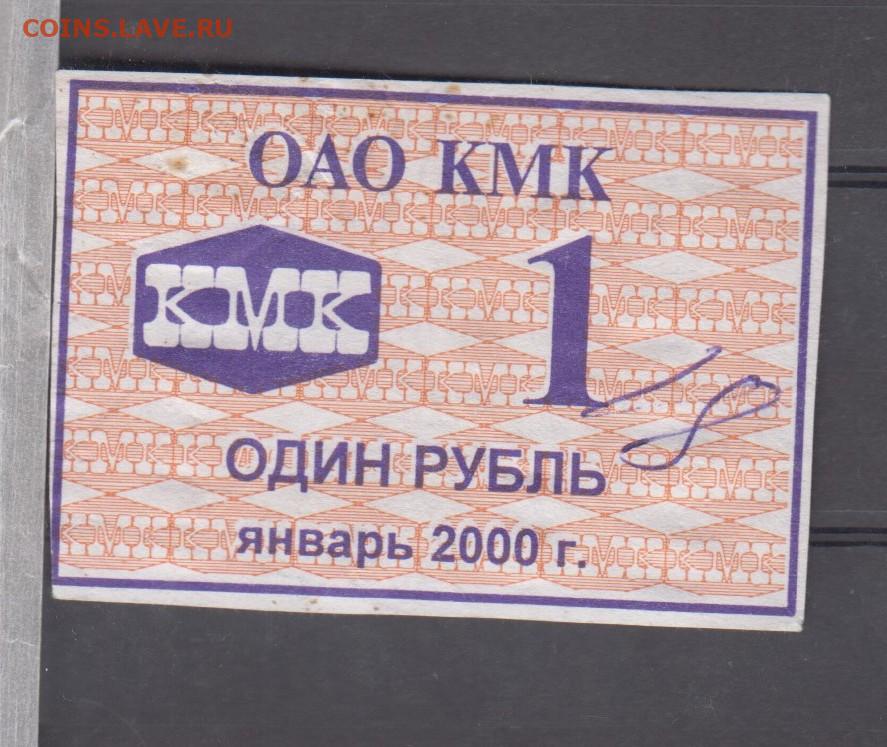 COINS.LAVE.RU
ОАО КМК
КМК
1
ОДИН РУБЛЬ
январь 2000 г.